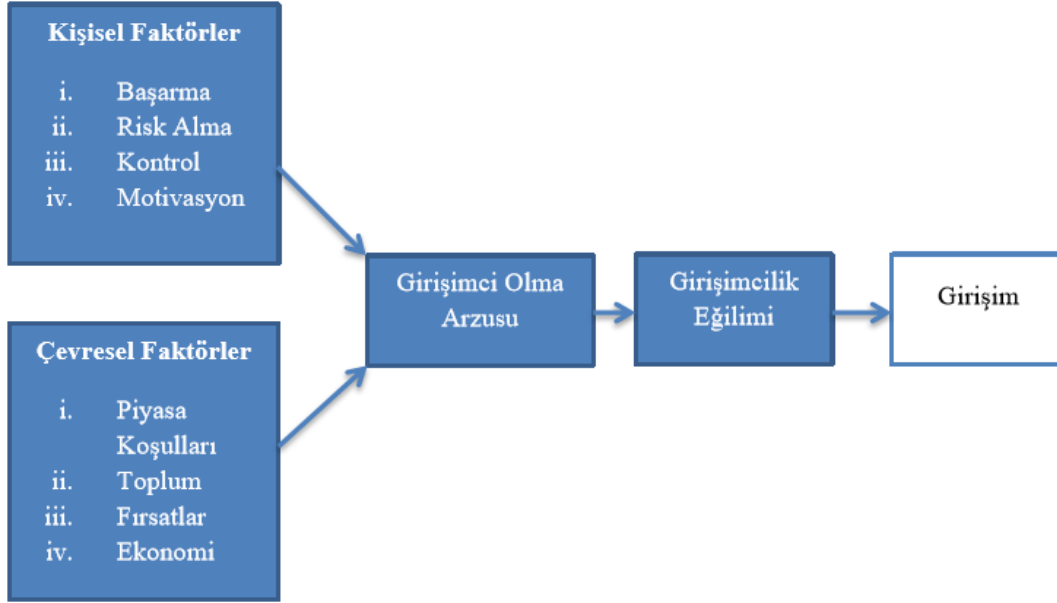 Kişisel Faktörler
i. Başarma
ii. Risk Alma
iii. Kontrol
iv. Motivasyon
Çevresel Faktörler
i. Piyasa
Koşulları
ii. Toplum
iii. Fırsatlar
iv. Ekonomi
Girişimci Olma
Arzusu
Girişimcilik
Eğilimi
Girişim